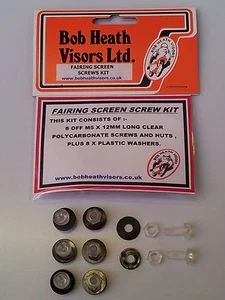 Bob Heath
Visors Ltd.
FAIRING SCREEN
SCREWS KIT
www.bobheathvisors.co.uk
FAIRING SCREEN SCREW KIT
THIS KIT CONSISTS OF :-
8 OFF M5 X 12MM LONG CLEAR
POLYCARBONATE SCREWS AND NUTS ,
PLUS 8 X PLASTIC WASHERS.
www.bobheathvisors.co.uk